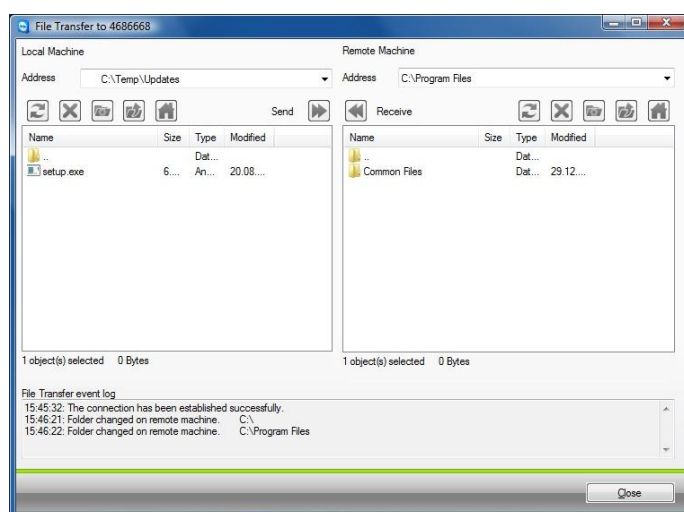 File Transfer to 4686668
Local Machine
Remote Machine
Address C:\Temp\Updates
Address C:\Program Files
Send
Receive
Name Size Type Modified
Name Size Type Modified
.. Dat...
.. Dat...
setup.exe 6.... An... 20.08....
Common Files Dat... 29.12....
1 object(s) selected 0 Bytes
1 object(s) selected 0 Bytes
File Transfer event log
15:45:32: The connection has been established successfully.
15:46:21: Folder changed on remote machine. C:\
15:46:22: Folder changed on remote machine. C:\Program Files
Close